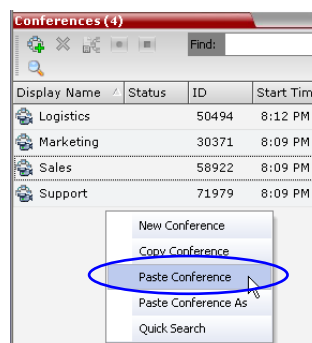 Conferences (4)
Find:
Display Name Status ID Start Tim
Logistics 50494 8:12 PM
Marketing 30371 8:09 PM
Sales 58922 8:09 PM
Support 71979 8:09 PM
New Conference
Copy Conference
Paste Conference
Paste Conference As
Quick Search